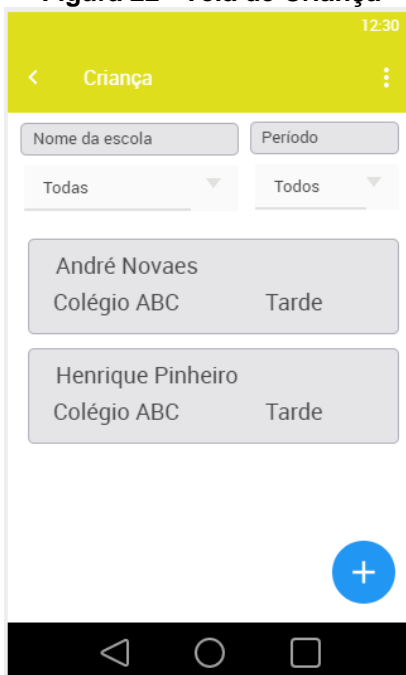 Figura 22 - Tela de Criança
12:30
Criança
Nome da escola Período
Todas Todos
André Novaes
Colégio ABC Tarde
Henrique Pinheiro
Colégio ABC Tarde